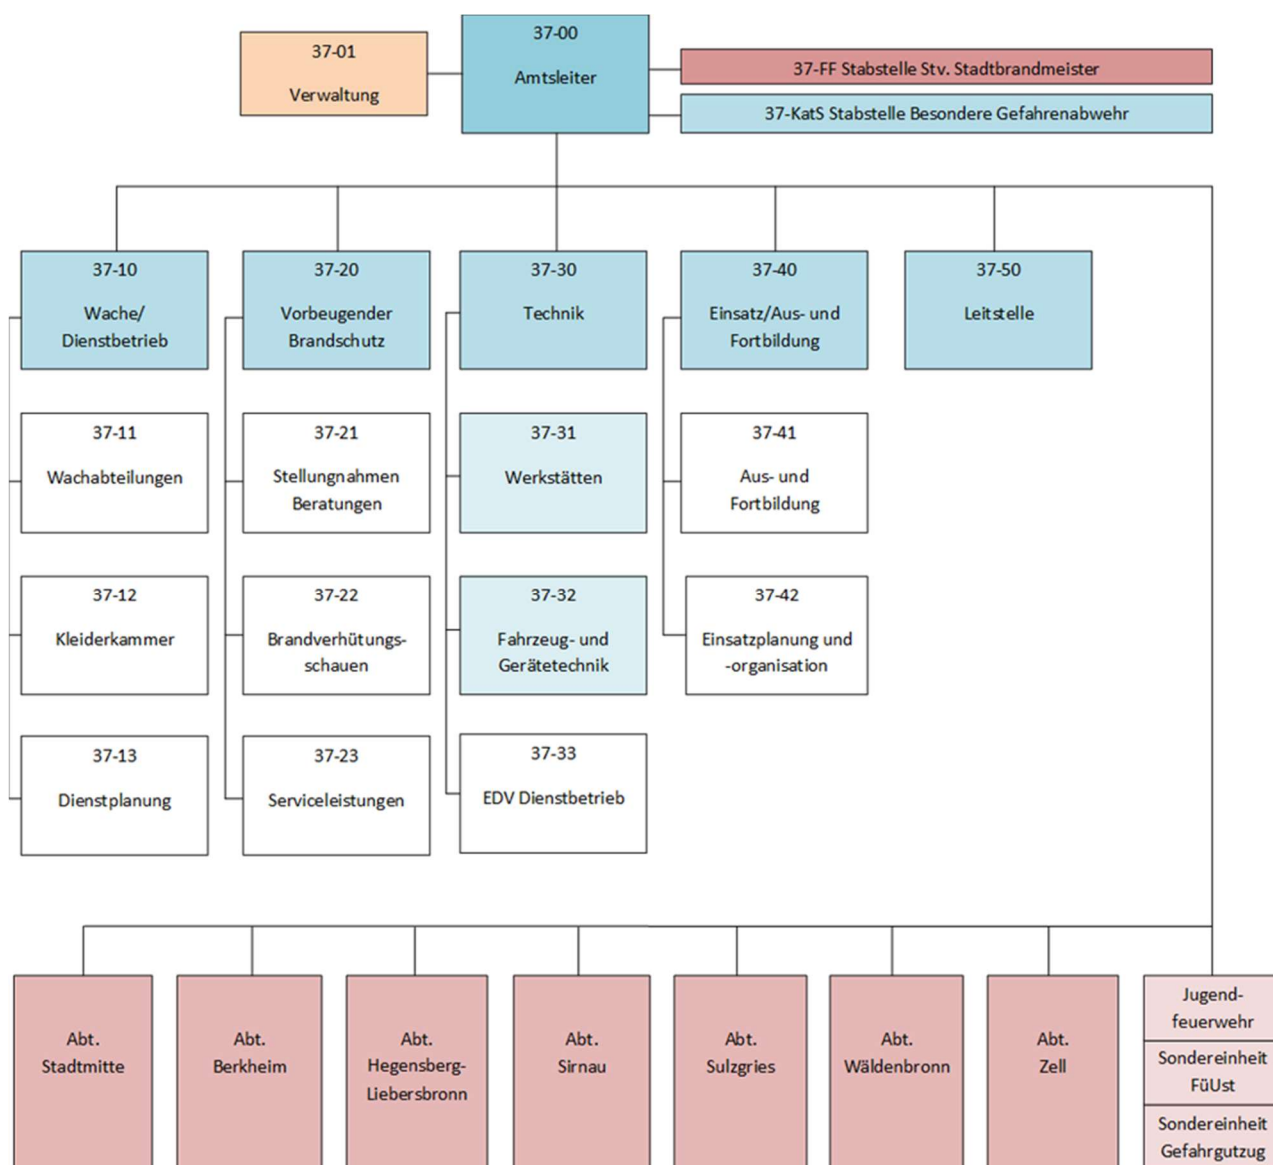 37-01
Verwaltung
37-00
Amtsleiter
37-FF Stabstelle Stv. Stadtbrandmeister
37-KatS Stabstelle Besondere Gefahrenabwehr
37-10
Wache/
Dienstbetrieb
37-20
Vorbeugender
Brandschutz
37-30
Technik
37-40
Einsatz/Aus- und
Fortbildung
37-50
Leitstelle
37-11
Wachabteilungen
37-21
Stellungnahmen
Beratungen
37-31
Werkstätten
37-41
Aus- und
Fortbildung
37-12
Kleiderkammer
37-22
Brandverhütungs-
schauen
37-32
Fahrzeug- und
Gerätetechnik
37-42
Einsatzplanung und
-organisation
37-13
Dienstplanung
37-23
Serviceleistungen
37-33
EDV Dienstbetrieb
Abt.
Stadtmitte
Abt.
Berkheim
Abt.
Hegensberg-
Liebersbronn
Abt.
Sirnau
Abt.
Sulzgries
Abt.
Wäldenbronn
Abt.
Zell
Jugend-
feuerwehr
Sondereinheit
FüUst
Sondereinheit
Gefahrgutzug